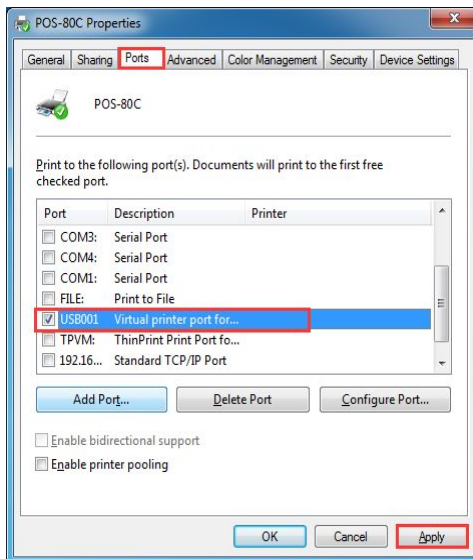 POS-80C Properties
General Sharing Ports Advanced Color Management Security Device Settings
POS-80C
Print to the following port(s). Documents will print to the first free
checked port.
Port Description Printer
COM3: Serial Port
COM4: Serial Port
COM1: Serial Port
FILE: Print to File
USB001 Virtual printer port for...
TPVM: ThinPrint Print Port fo...
192.16... Standard TCP/IP Port
Add Port... Delete Port Configure Port...
Enable bidirectional support
Enable printer pooling
OK Cancel Apply